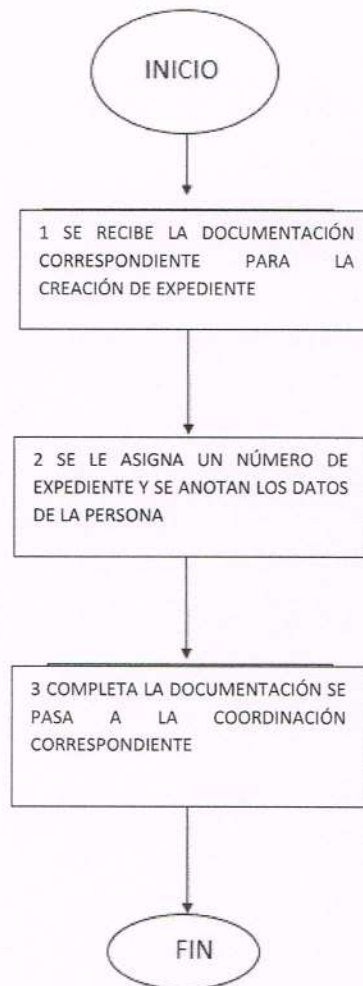 INICIO
1 SE RECIBE LA DOCUMENTACIÓN
CORRESPONDIENTE PARA LA
CREACIÓN DE EXPEDIENTE
2 SE LE ASIGNA UN NÚMERO DE
EXPEDIENTE Y SE ANOTAN LOS DATOS
DE LA PERSONA
3 COMPLETA LA DOCUMENTACIÓN SE
PASA A LA COORDINACIÓN
CORRESPONDIENTE
FIN